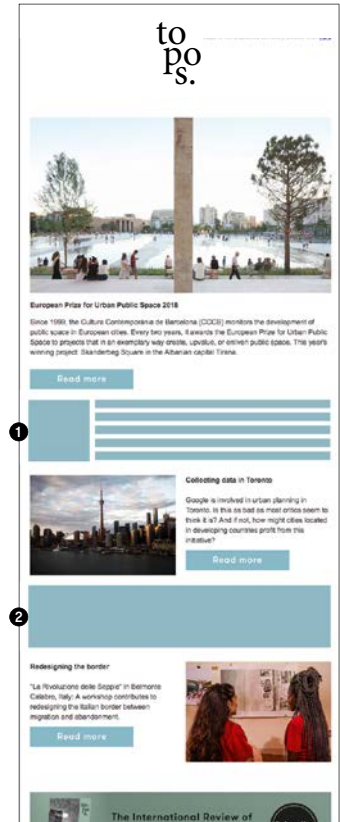 to
po
s.
European Prize for Urban Public Space 2018
Since 1999, the Cultura Contemporània de Barcelona (CCCB) monitors the development of
public space in European cities. Every two years, it awards the European Prize for Urban Public
Space to projects that in an exemplary way create, upvalue, or enliven public space. This year's
winning project: Skanderbeg Square in the Albanian capital Tirana.
Read more
1
Collecting data in Toronto
Google is involved in urban planning in
Toronto. Is this as bad as most critics seem to
think it is? And if not, how might cities located
in developing countries profit from this
initiative?
Read more
2
Redesigning the border
"La Rivoluzione delle Seppie" in Belmonte
Calabro, Italy: A workshop contributes to
redesigning the Italian border between
migration and abandonment.
Read more
The International Review of